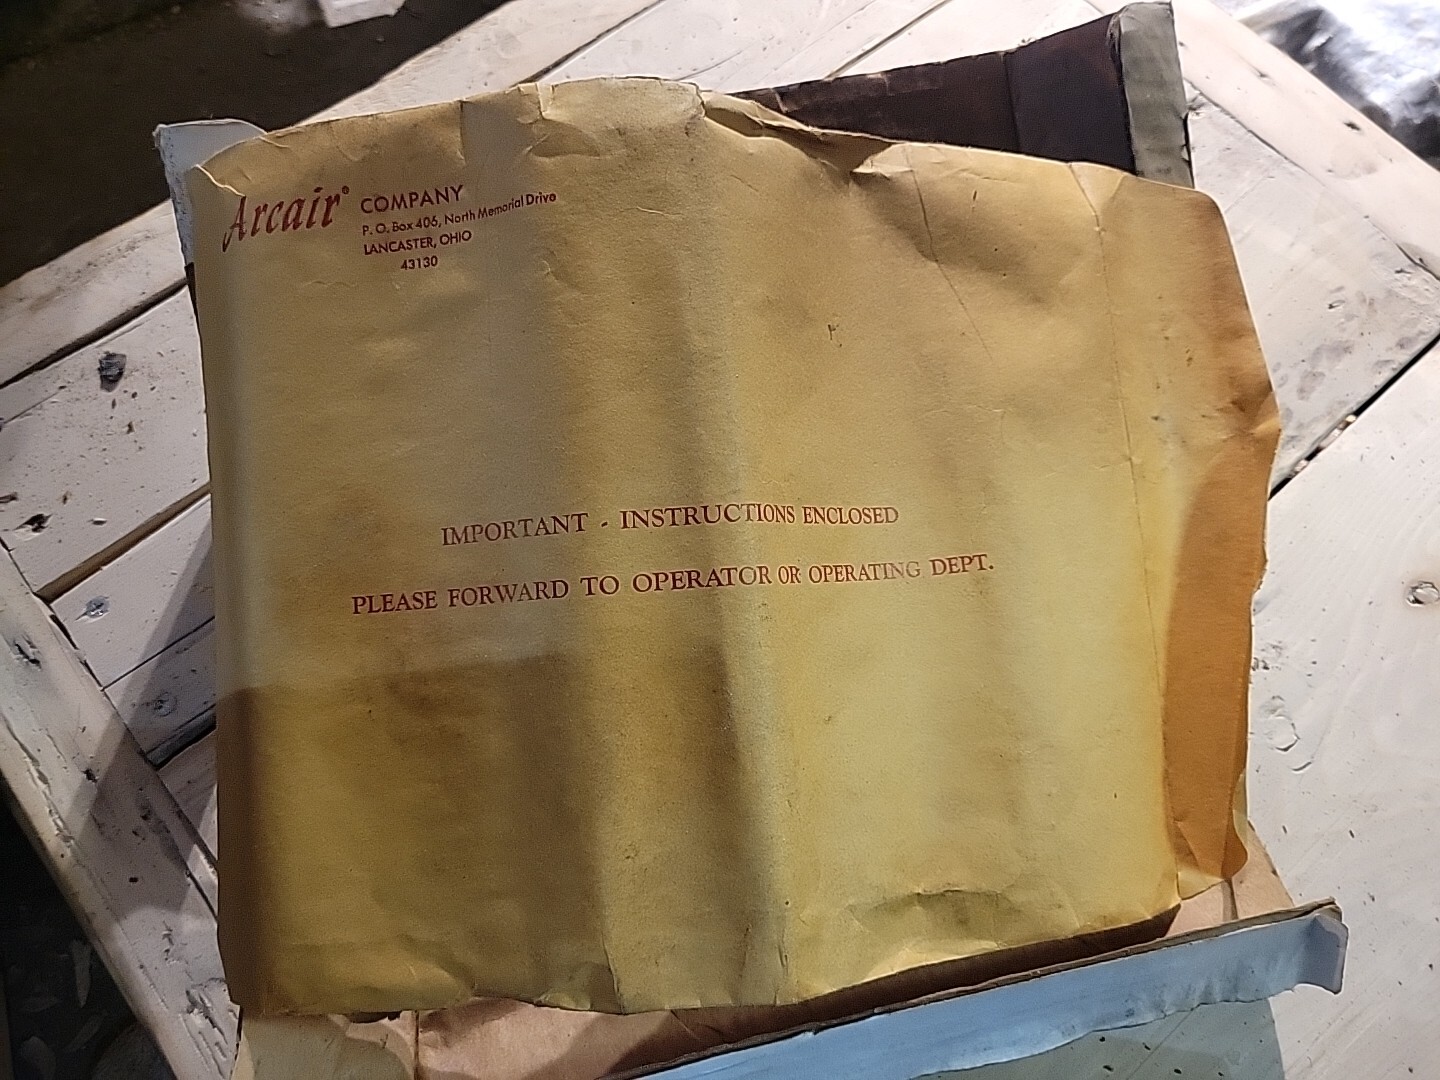 Arcair® COMPANY
P. O. Box 406, North Memorial Drive
LANCASTER, OHIO
43130
IMPORTANT - INSTRUCTIONS ENCLOSED
PLEASE FORWARD TO OPERATOR OR OPERATING DEPT.